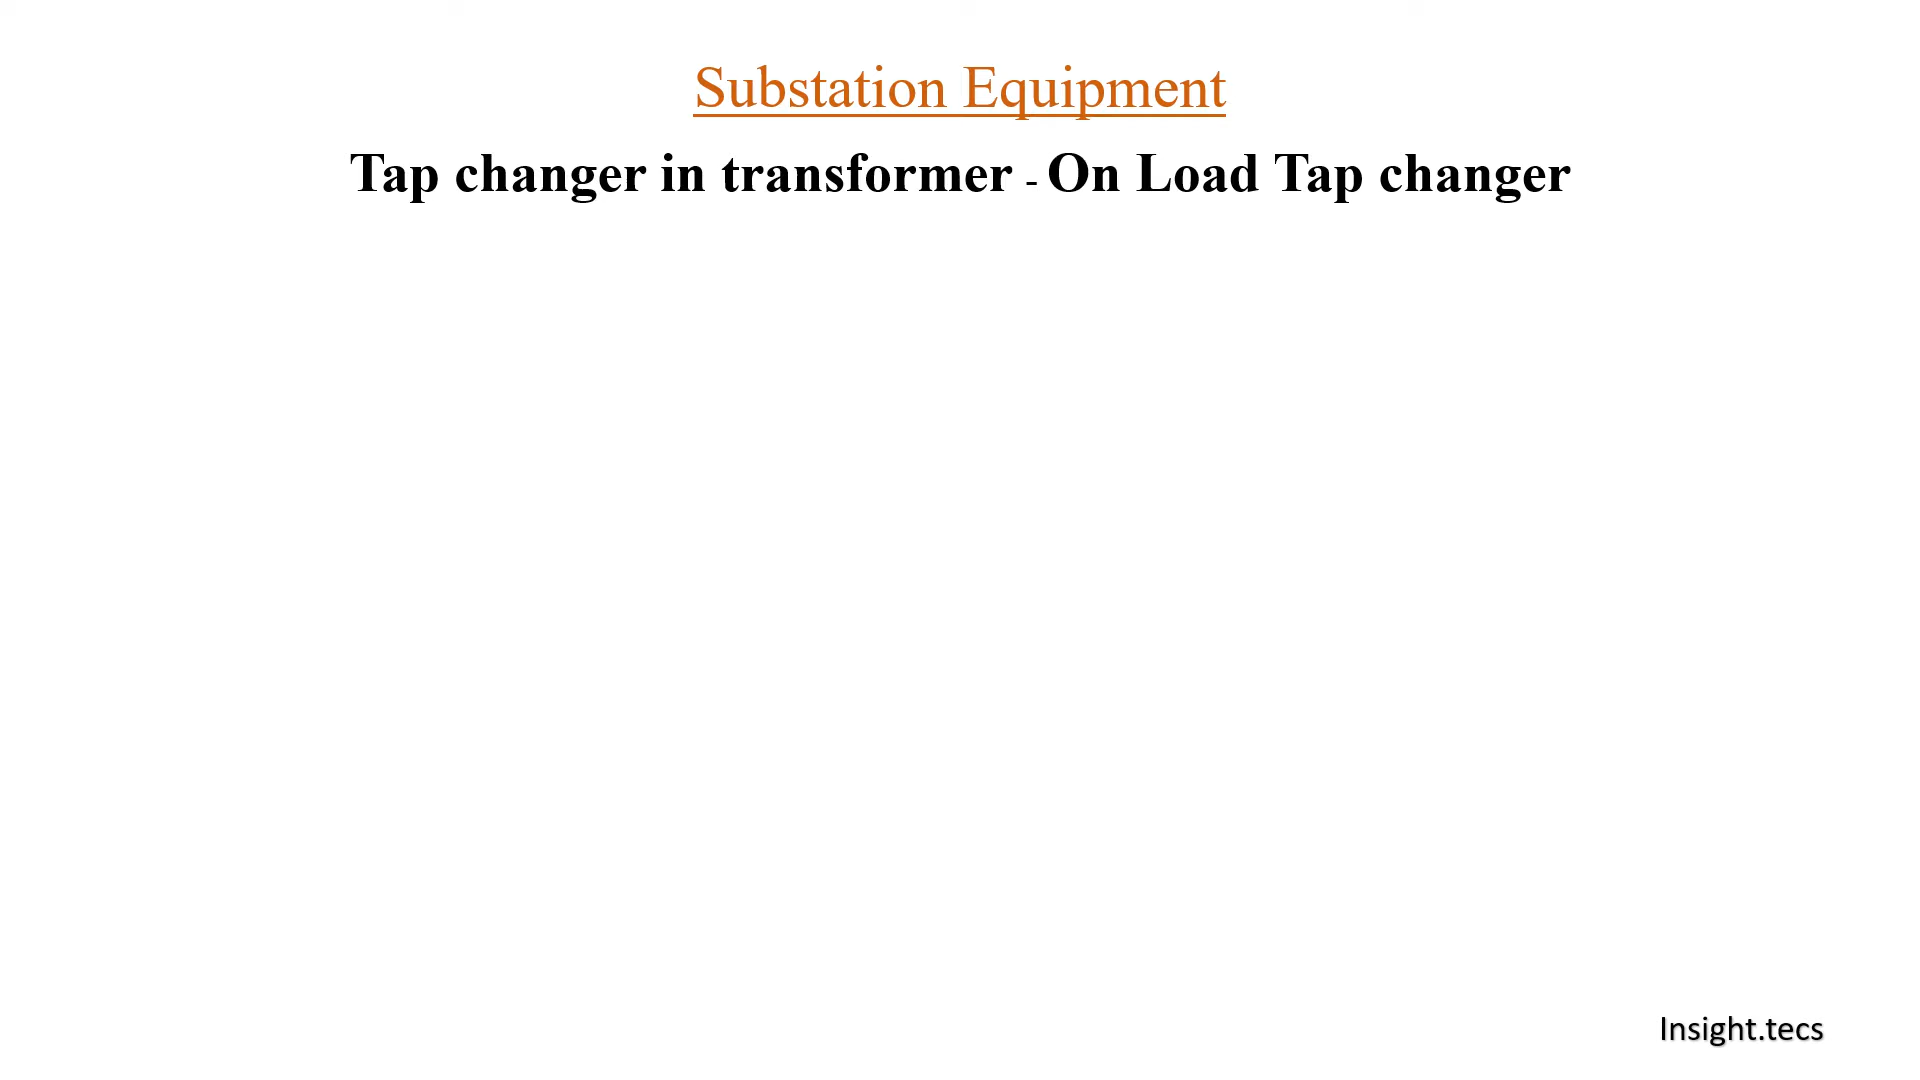 Substation Equipment
Tap changer in transformer - On Load Tap changer
Insight.tecs